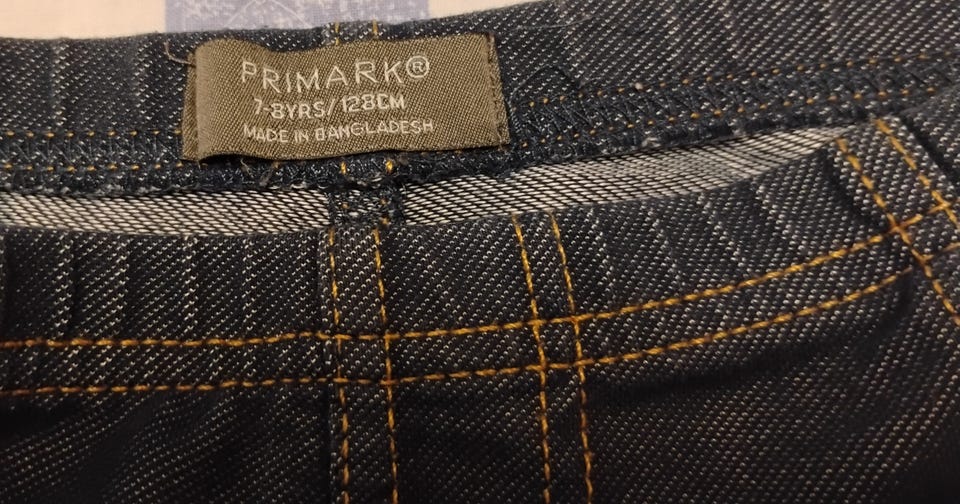 PRIMARK®
7-8YRS/128CM
MADE IN BANGLADESH